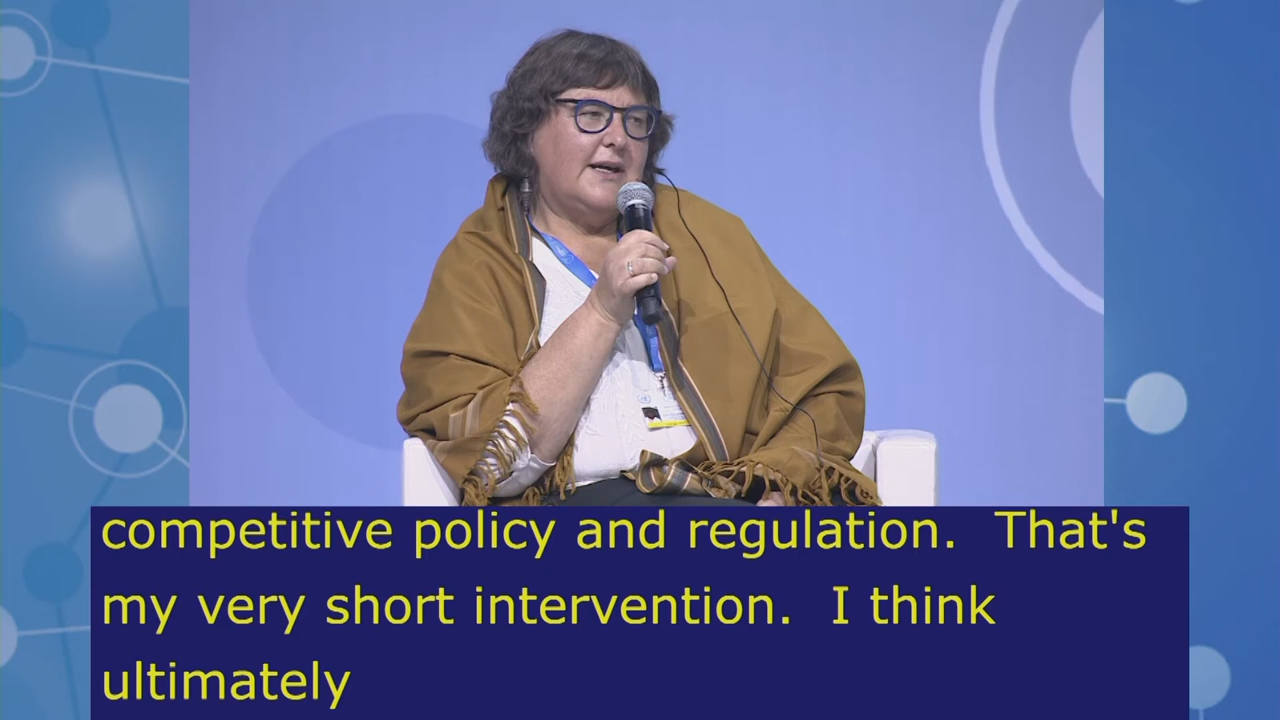 competitive policy and regulation.  That's
my very short intervention.  I think
ultimately